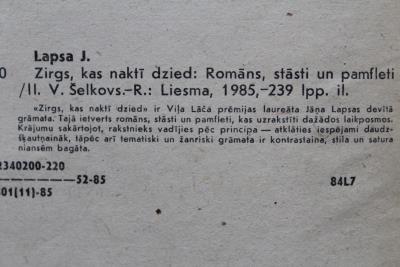 Lapsa J.
0 Zirgs, kas naktī dzied: Romāns, stāsti un pamfleti
/Il. V. Šelkovs.–R.: Liesma, 1985,–239 lpp. il.
«Zirgs, kas naktī dzied» ir Viļa Lāča prēmijas laureāta Jāņa Lapsas devītā
grāmata. Tajā ietverts romāns, stāsti un pamfleti, kas uzrakstīti dažādos laikposmos.
Krājumu sakārtojot, rakstnieks vadījies pēc principa — atklāties iespējami daudz-
šķautņaināk, tāpēc arī tematiski un žanriski grāmata ir kontrastaina, stila un satura
niansēm bagāta.
2340200-220
52-85
84L7
801(11)-85